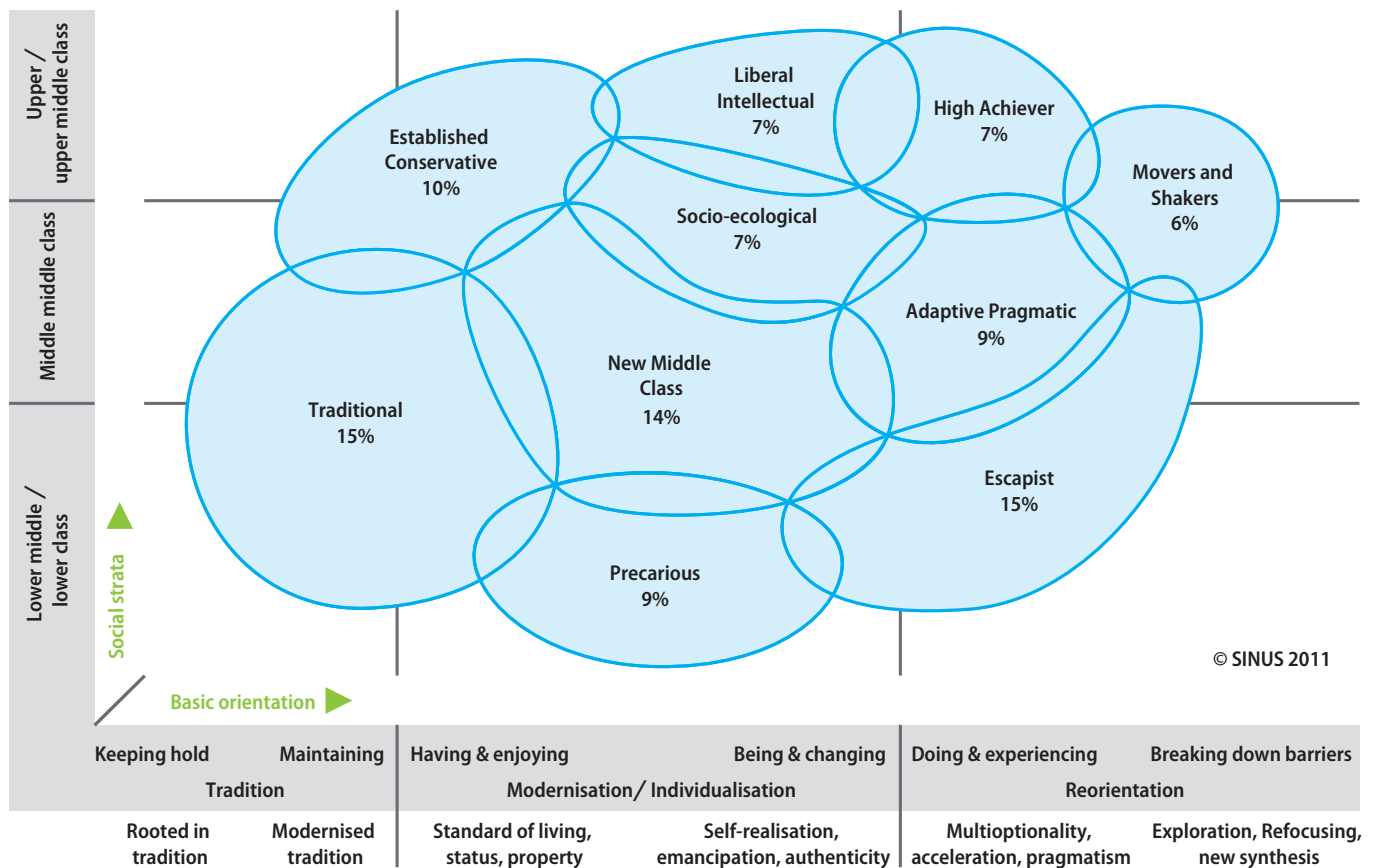 Upper /
upper middle class
Middle middle class
Lower middle /
lower class
Social strata
Basic orientation
Established
Conservative
10%
Liberal
Intellectual
7%
High Achiever
7%
Movers and
Shakers
6%
Socio-ecological
7%
Adaptive Pragmatic
9%
New Middle
Class
14%
Traditional
15%
Escapist
15%
Precarious
9%
© SINUS 2011
Keeping hold
Maintaining
Having & enjoying
Being & changing
Doing & experiencing
Breaking down barriers
Tradition
Modernisation / Individualisation
Reorientation
Rooted in
tradition
Modernised
tradition
Standard of living,
status, property
Self-realisation,
emancipation, authenticity
Multioptionality,
acceleration, pragmatism
Exploration, Refocusing,
new synthesis